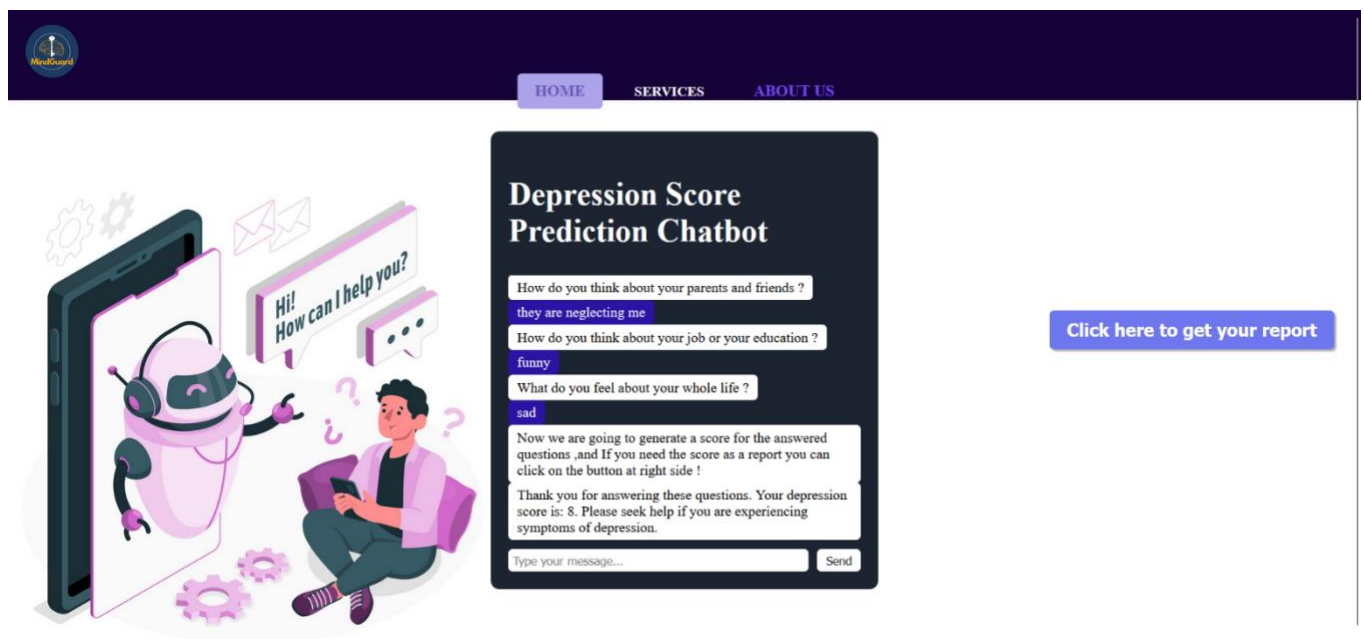 MindGuard
HOME SERVICES ABOUT US
Hi!
How can I help you?
Depression Score
Prediction Chatbot
How do you think about your parents and friends ?
they are neglecting me
How do you think about your job or your education ?
funny
What do you feel about your whole life ?
sad
Now we are going to generate a score for the answered
questions ,and If you need the score as a report you can
click on the button at right side !
Thank you for answering these questions. Your depression
score is: 8. Please seek help if you are experiencing
symptoms of depression.
Type your message... Send
Click here to get your report